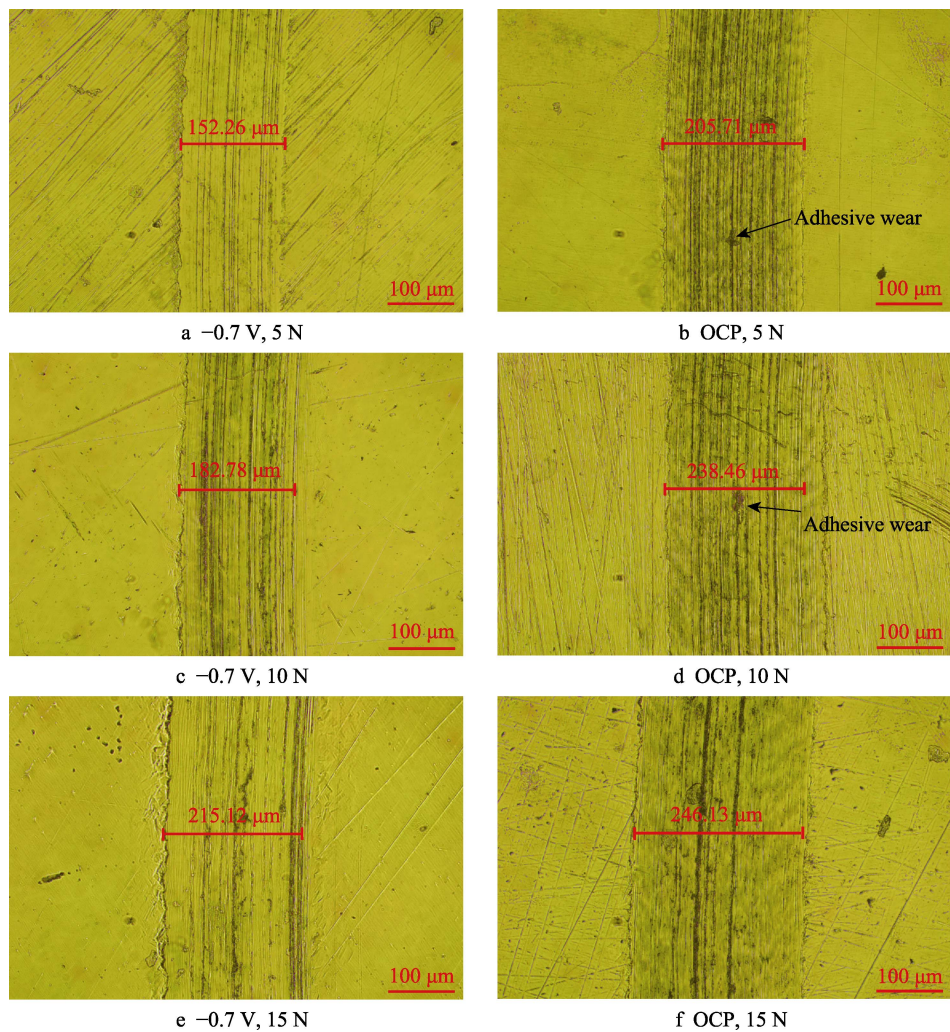 152.26 μm
100 μm
a −0.7 V, 5 N
205.71 μm
Adhesive wear
100 μm
b OCP, 5 N
182.78 μm
100 μm
c −0.7 V, 10 N
238.46 μm
Adhesive wear
100 μm
d OCP, 10 N
215.12 μm
100 μm
e −0.7 V, 15 N
246.13 μm
100 μm
f OCP, 15 N